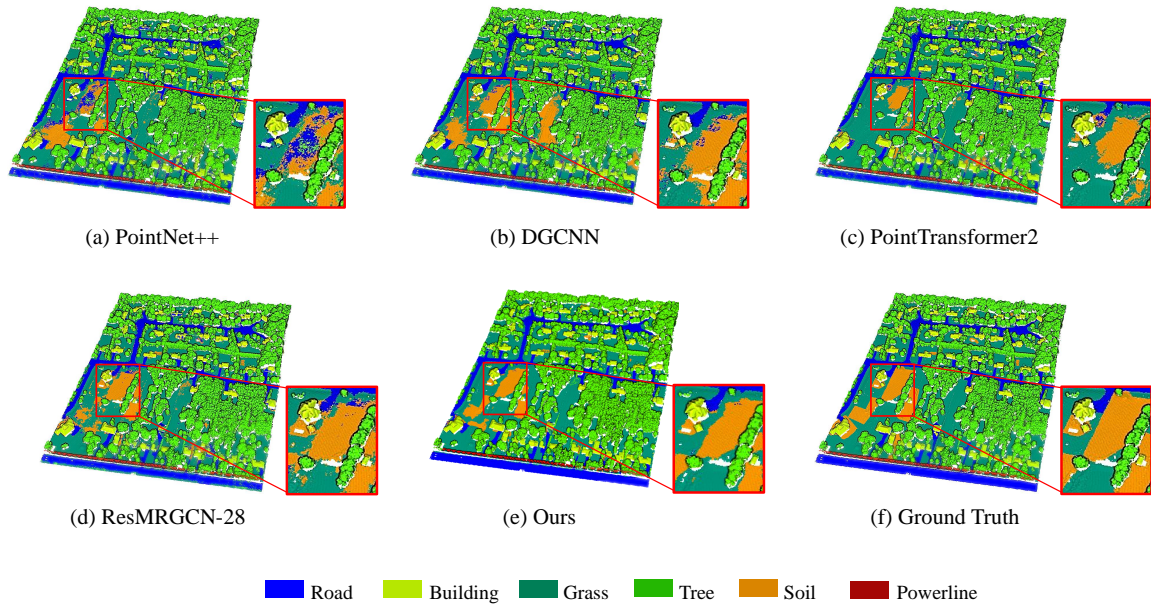 (a) PointNet++
(b) DGCNN
(c) PointTransformer2
(d) ResMRGCN-28
(e) Ours
(f) Ground Truth
Road Building Grass Tree Soil Powerline